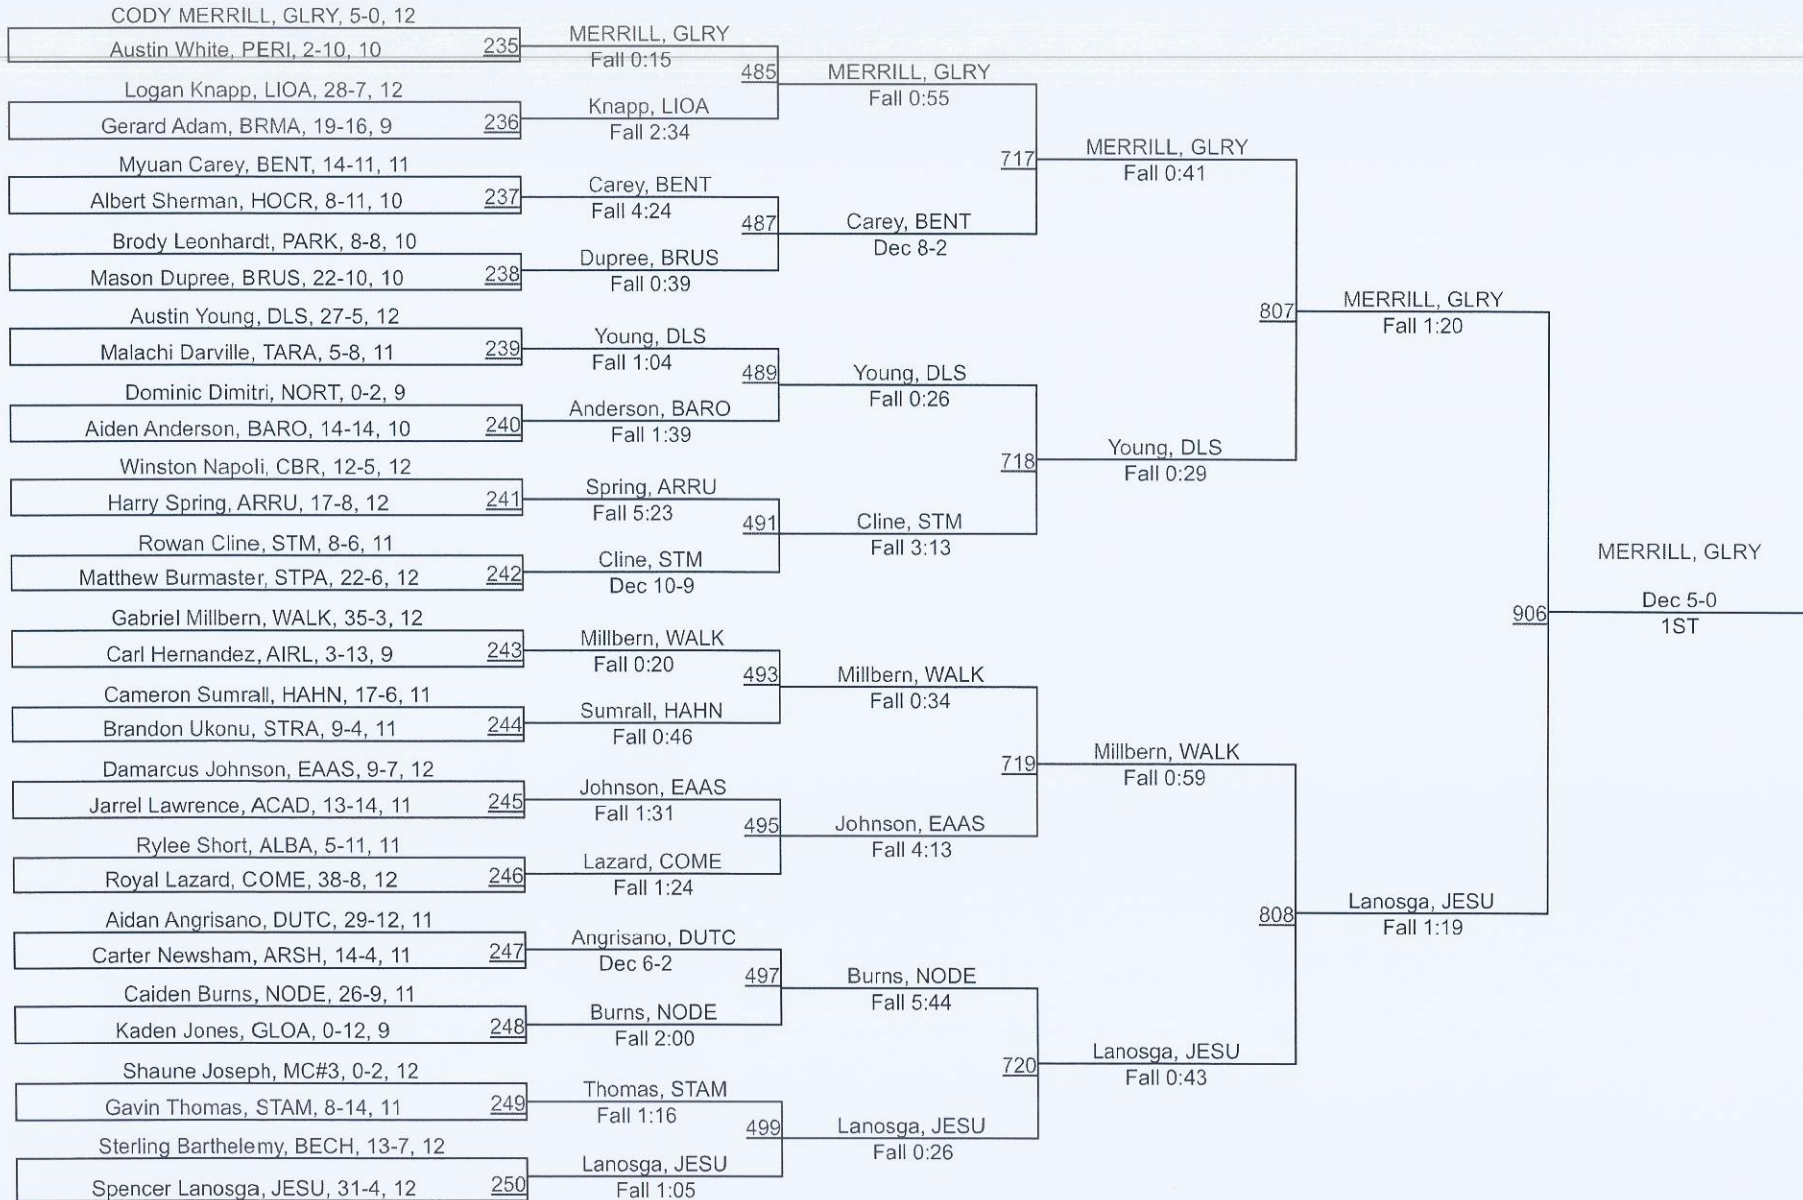 CODY MERRILL, GLRY, 5-0, 12
Austin White, PERI, 2-10, 10
235
Logan Knapp, LIOA, 28-7, 12
Gerard Adam, BRMA, 19-16, 9
236
Myuan Carey, BENT, 14-11, 11
Albert Sherman, HOCR, 8-11, 10
237
Brody Leonhardt, PARK, 8-8, 10
Mason Dupree, BRUS, 22-10, 10
238
Austin Young, DLS, 27-5, 12
Malachi Darville, TARA, 5-8, 11
239
Dominic Dimitri, NORT, 0-2, 9
Aiden Anderson, BARO, 14-14, 10
240
Winston Napoli, CBR, 12-5, 12
Harry Spring, ARRU, 17-8, 12
241
Rowan Cline, STM, 8-6, 11
Matthew Burmaster, STPA, 22-6, 12
242
Gabriel Millbern, WALK, 35-3, 12
Carl Hernandez, AIRL, 3-13, 9
243
Cameron Sumrall, HAHN, 17-6, 11
Brandon Ukonu, STRA, 9-4, 11
244
Damarcus Johnson, EAAS, 9-7, 12
Jarrel Lawrence, ACAD, 13-14, 11
245
Rylee Short, ALBA, 5-11, 11
Royal Lazard, COME, 38-8, 12
246
Aidan Angrisano, DUTC, 29-12, 11
Carter Newsham, ARSH, 14-4, 11
247
Caiden Burns, NODE, 26-9, 11
Kaden Jones, GLOA, 0-12, 9
248
Shaune Joseph, MC#3, 0-2, 12
Gavin Thomas, STAM, 8-14, 11
249
Sterling Barthelemy, BECH, 13-7, 12
Spencer Lanosga, JESU, 31-4, 12
250
MERRILL, GLRY
Fall 0:15
485
Knapp, LIOA
Fall 2:34
Carey, BENT
Fall 4:24
487
Dupree, BRUS
Fall 0:39
Young, DLS
Fall 1:04
489
Anderson, BARO
Fall 1:39
Spring, ARRU
Fall 5:23
491
Cline, STM
Dec 10-9
Millbern, WALK
Fall 0:20
493
Sumrall, HAHN
Fall 0:46
Johnson, EAAS
Fall 1:31
495
Lazard, COME
Fall 1:24
Angrisano, DUTC
Dec 6-2
497
Burns, NODE
Fall 2:00
Thomas, STAM
Fall 1:16
499
Lanosga, JESU
Fall 1:05
MERRILL, GLRY
Fall 0:55
717
Carey, BENT
Dec 8-2
Young, DLS
Fall 0:26
718
Cline, STM
Fall 3:13
Millbern, WALK
Fall 0:34
719
Johnson, EAAS
Fall 4:13
Burns, NODE
Fall 5:44
720
Lanosga, JESU
Fall 0:26
MERRILL, GLRY
Fall 0:41
807
Young, DLS
Fall 0:29
Millbern, WALK
Fall 0:59
808
Lanosga, JESU
Fall 0:43
MERRILL, GLRY
Fall 1:20
906
Lanosga, JESU
Fall 1:19
MERRILL, GLRY
Dec 5-0
1ST